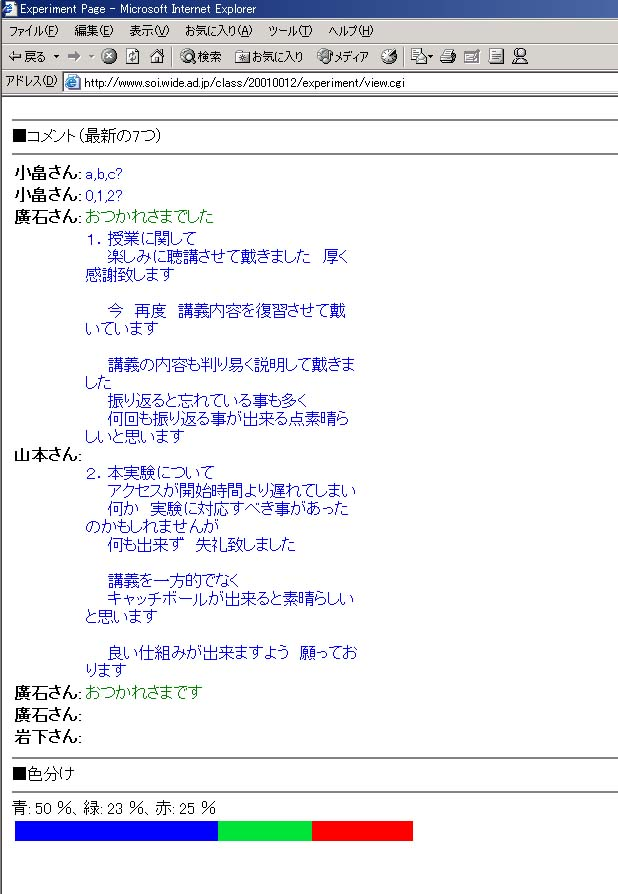 Experiment Page - Microsoft Internet Explorer
ファイル(F) 編集(E) 表示(V) お気に入り(A) ツール(T) ヘルプ(H)
戻る 検索 お気に入り メディア
アドレス(D) http://www.soi.wide.ad.jp/class/20010012/experiment/view.cgi
■コメント（最新の7つ）
小畠さん: a,b,c?
小畠さん: 0,1,2?
廣石さん: おつかれさまでした
１．授業に関して
楽しみに聴講させて戴きました　厚く
感謝致します
今　再度　講義内容を復習させて戴
いています
講義の内容も判り易く説明して戴きま
した
振り返ると忘れている事も多く
何回も振り返る事が出来る点素晴ら
しいと思います
山本さん:
２．本実験について
アクセスが開始時間より遅れてしまい
何か　実験に対応すべき事があった
のかもしれませんが
何も出来ず　失礼致しました
講義を一方的でなく
キャッチボールが出来ると素晴らしい
と思います
良い仕組みが出来ますよう　願ってお
ります
廣石さん: おつかれさまです
廣石さん:
岩下さん:
■色分け
青: 50 ％、緑: 23 ％、赤: 25 ％